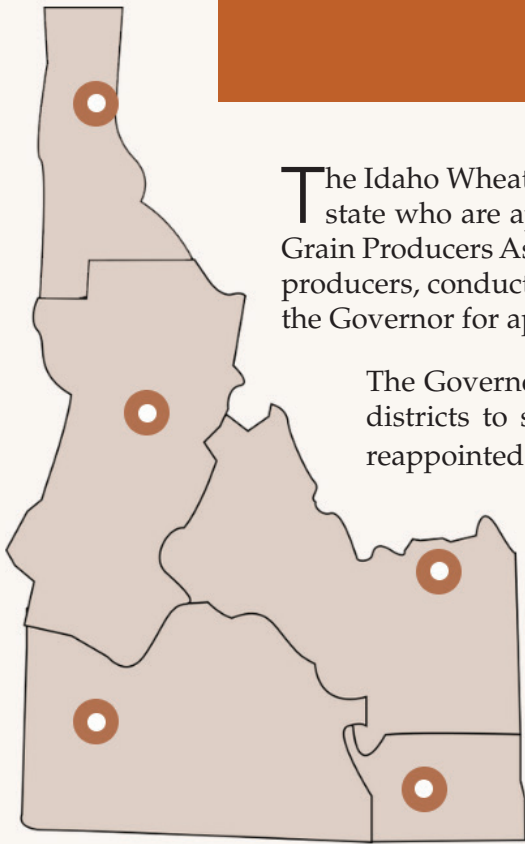 The Idaho Wheat
state who are a
Grain Producers As
producers, conduct
the Governor for a
The Governo
districts to s
reappointed